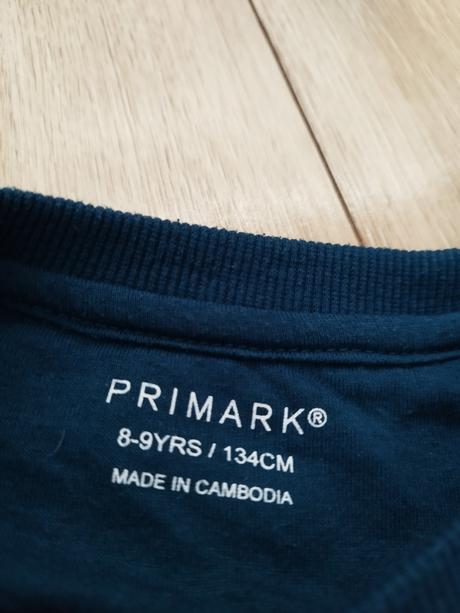 PRIMARK®
8-9YRS / 134CM
MADE IN CAMBODIA